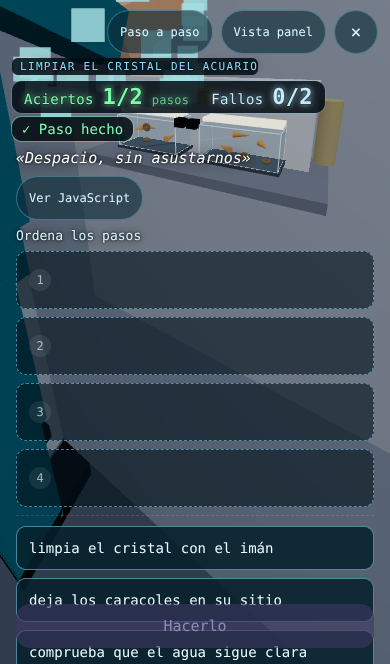 Paso a paso
Vista panel
×
LIMPIAR EL CRISTAL DEL ACUARIO
Aciertos 1/2 pasos Fallos 0/2
✓ Paso hecho
«Despacio, sin asustarnos»
Ver JavaScript
Ordena los pasos
1
2
3
4
limpia el cristal con el imán
deja los caracoles en su sitio
Hacerlo
comprueba que el agua sigue clara